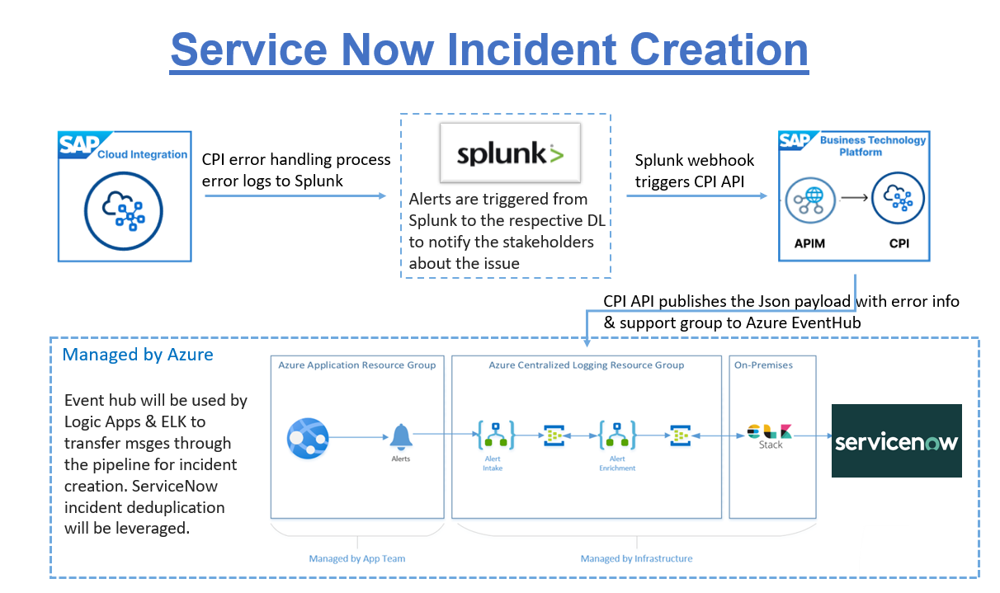 Service Now Incident Creation
SAP
Cloud Integration
CPI error handling process
error logs to Splunk
splunk>
Alerts are triggered from
Splunk to the respective DL
to notify the stakeholders
about the issue
Splunk webhook
triggers CPI API
SAP
Business Technology
Platform
APIM
CPI
CPI API publishes the Json payload with error info
& support group to Azure EventHub
Managed by Azure
Event hub will be used by
Logic Apps & ELK to
transfer msges through
the pipeline for incident
creation. ServiceNow
incident deduplication
will be leveraged.
Azure Application Resource Group
Alerts
Azure Centralized Logging Resource Group
Alert
Intake
Alert
Enrichment
On-Premises
ELK
Stack
servicenow
Managed by App Team
Managed by Infrastructure